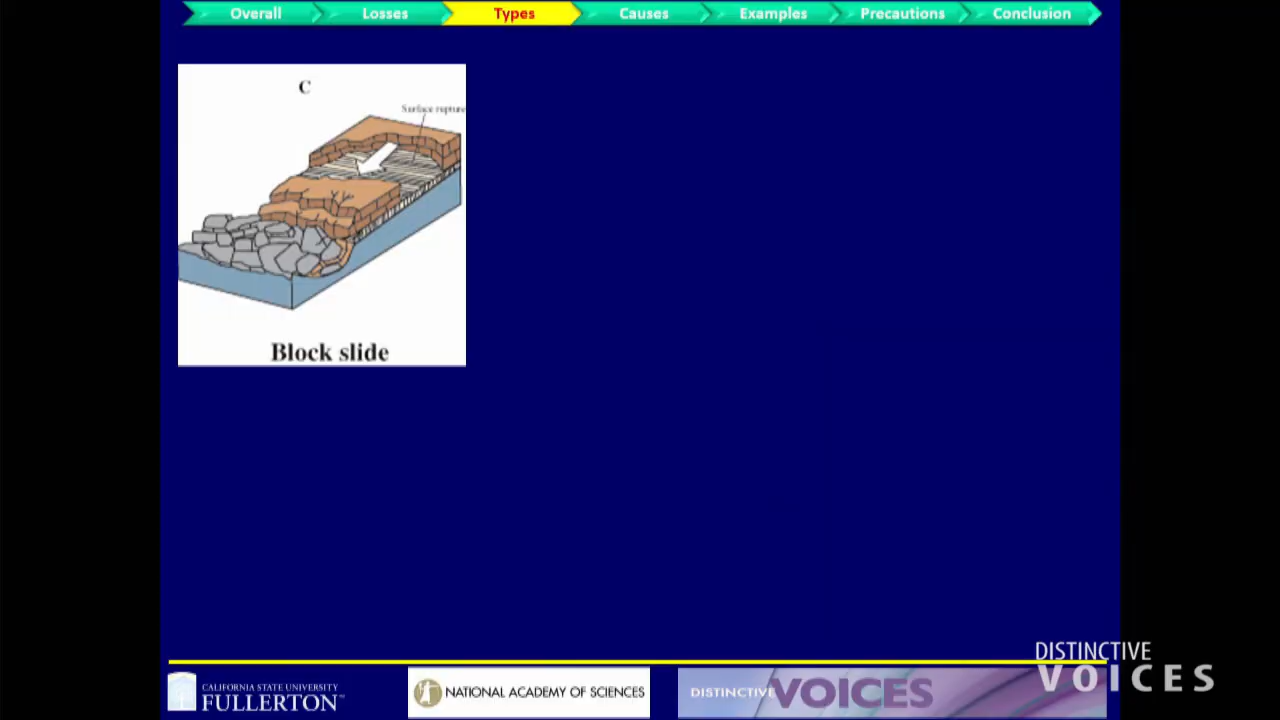 Overall Losses Types Causes Examples Precautions Conclusion
C
Surface rupture
Block slide
CALIFORNIA STATE UNIVERSITY
FULLERTON™
NATIONAL ACADEMY OF SCIENCES
DISTINCTIVE VOICES
DISTINCTIVE
VOICES